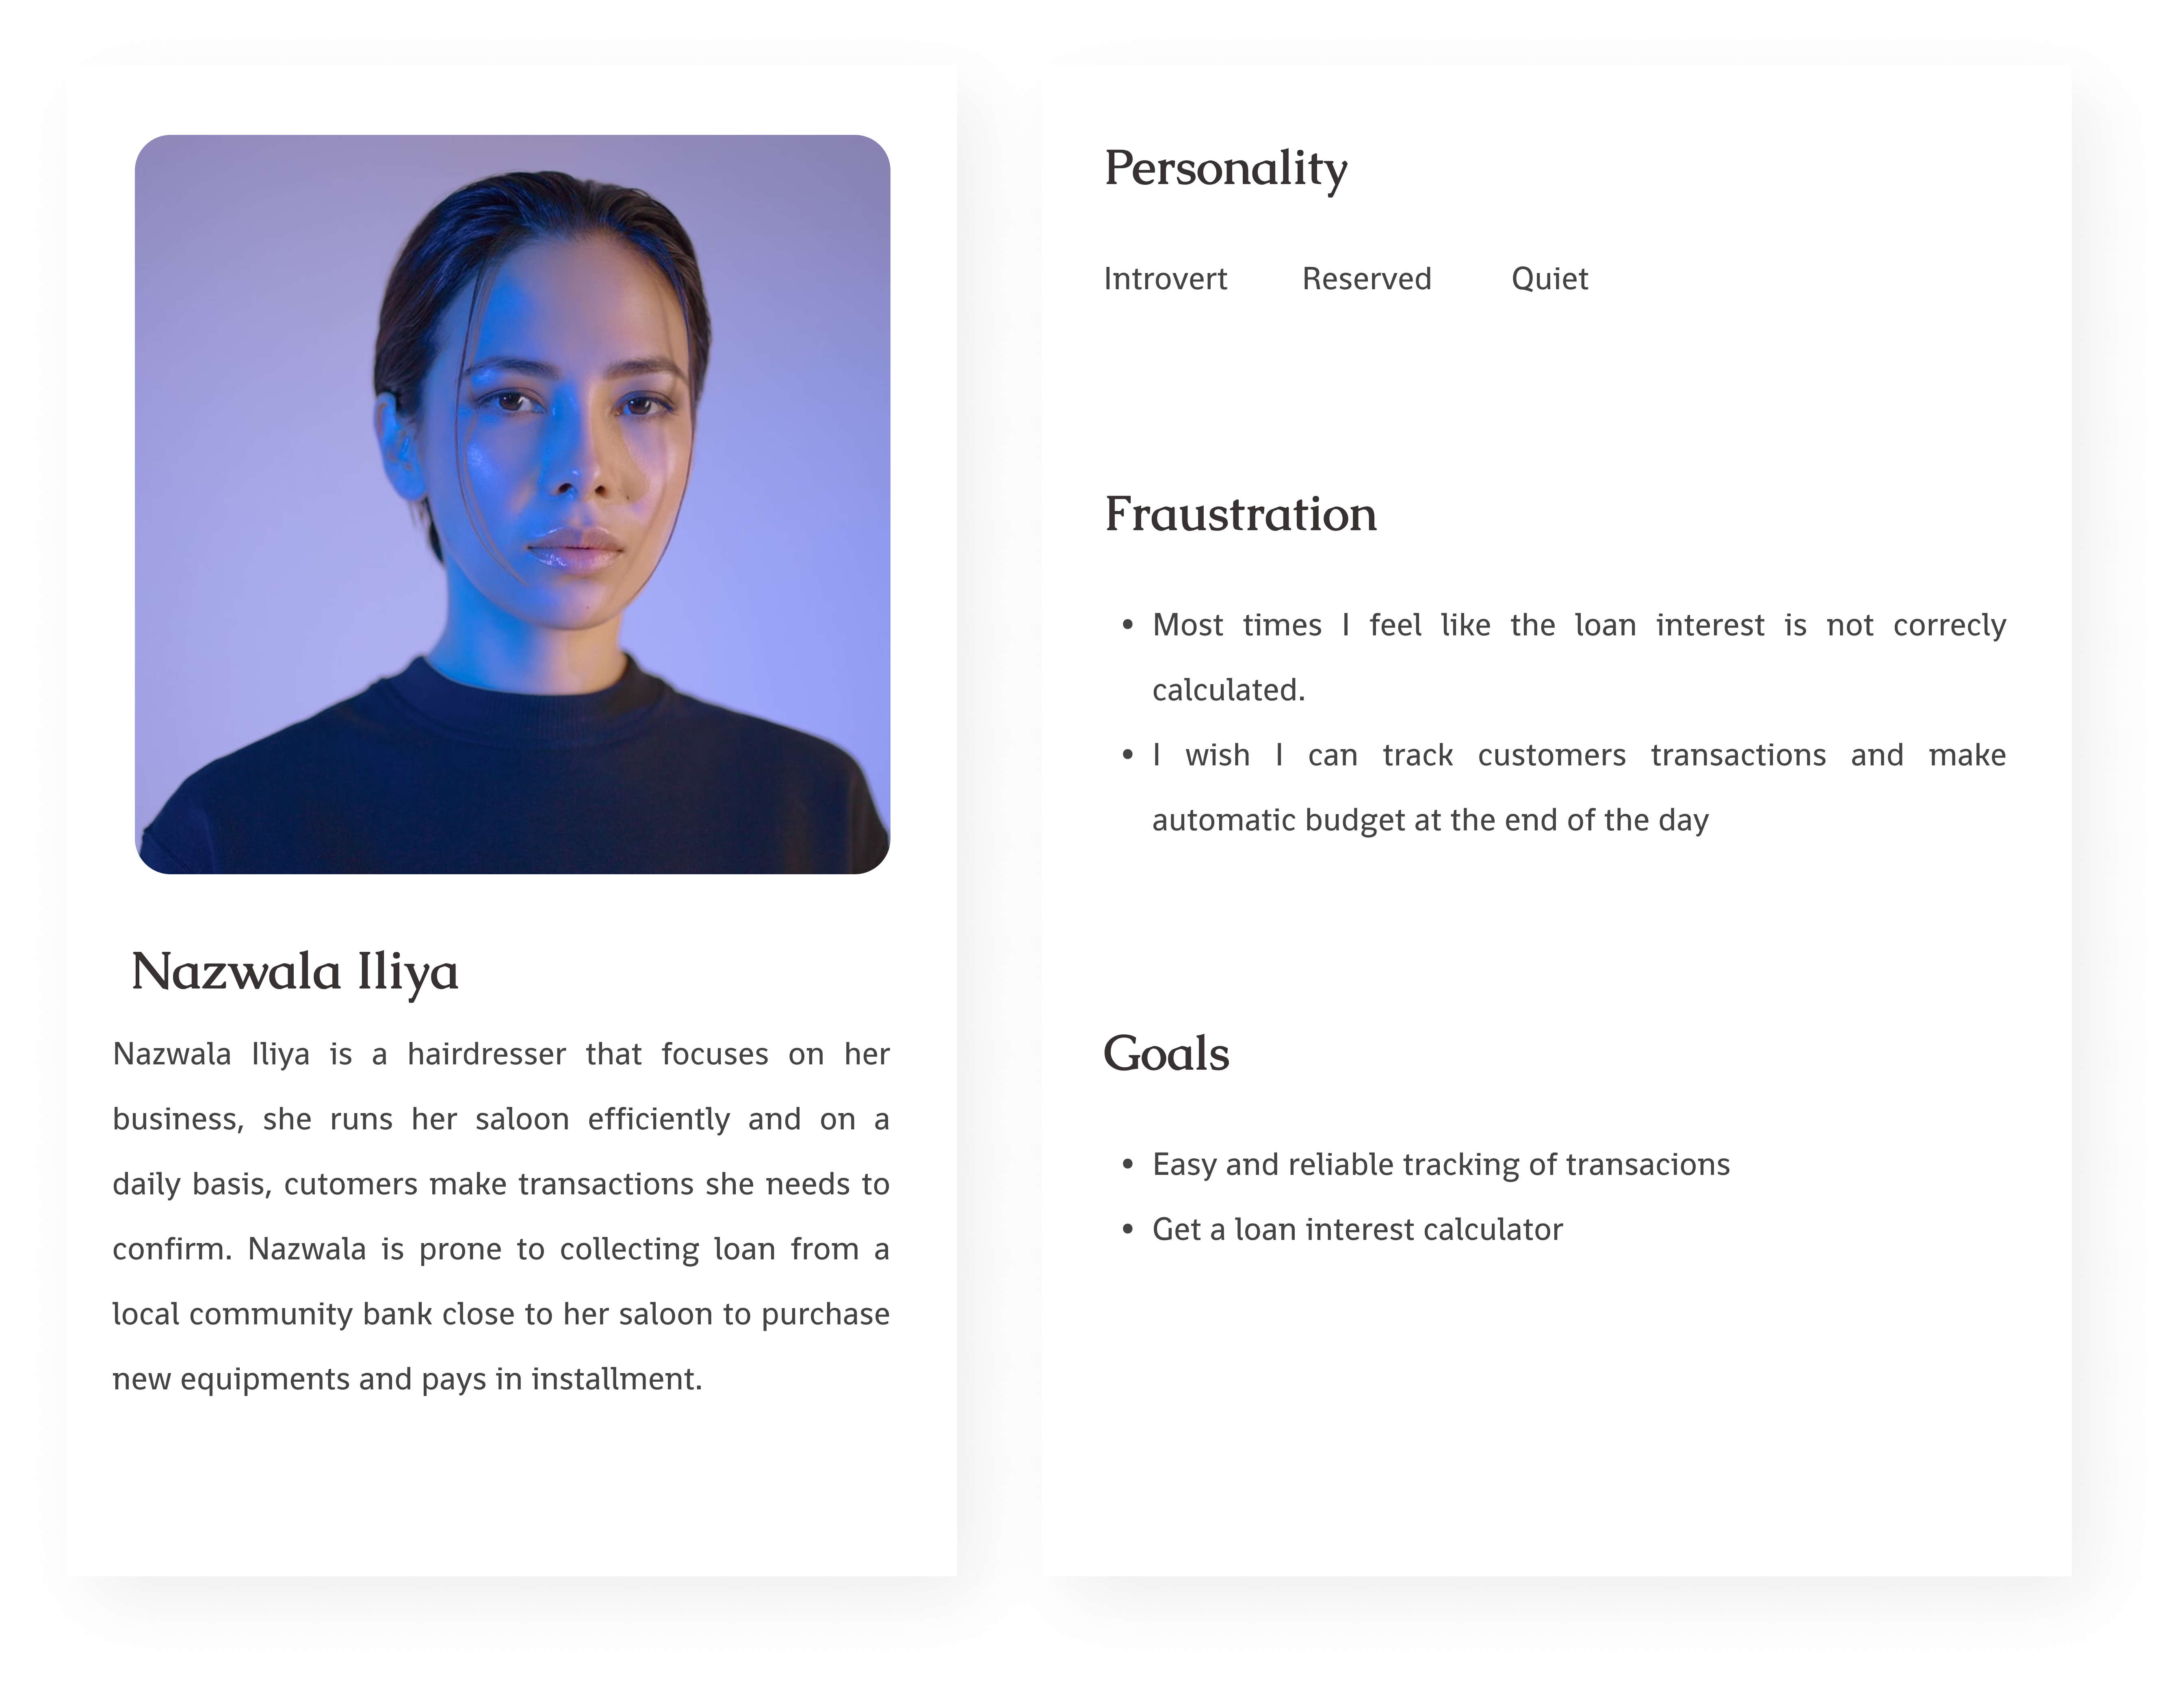 Nazwala Iliya
Nazwala Iliya is a hairdresser that focuses on her
business, she runs her saloon efficiently and on a
daily basis, cutomers make transactions she needs to
confirm. Nazwala is prone to collecting loan from a
local community bank close to her saloon to purchase
new equipments and pays in installment.
Personality
Introvert Reserved Quiet
Fraustration
• Most times I feel like the loan interest is not correcly
calculated.
• I wish I can track customers transactions and make
automatic budget at the end of the day
Goals
• Easy and reliable tracking of transacions
• Get a loan interest calculator